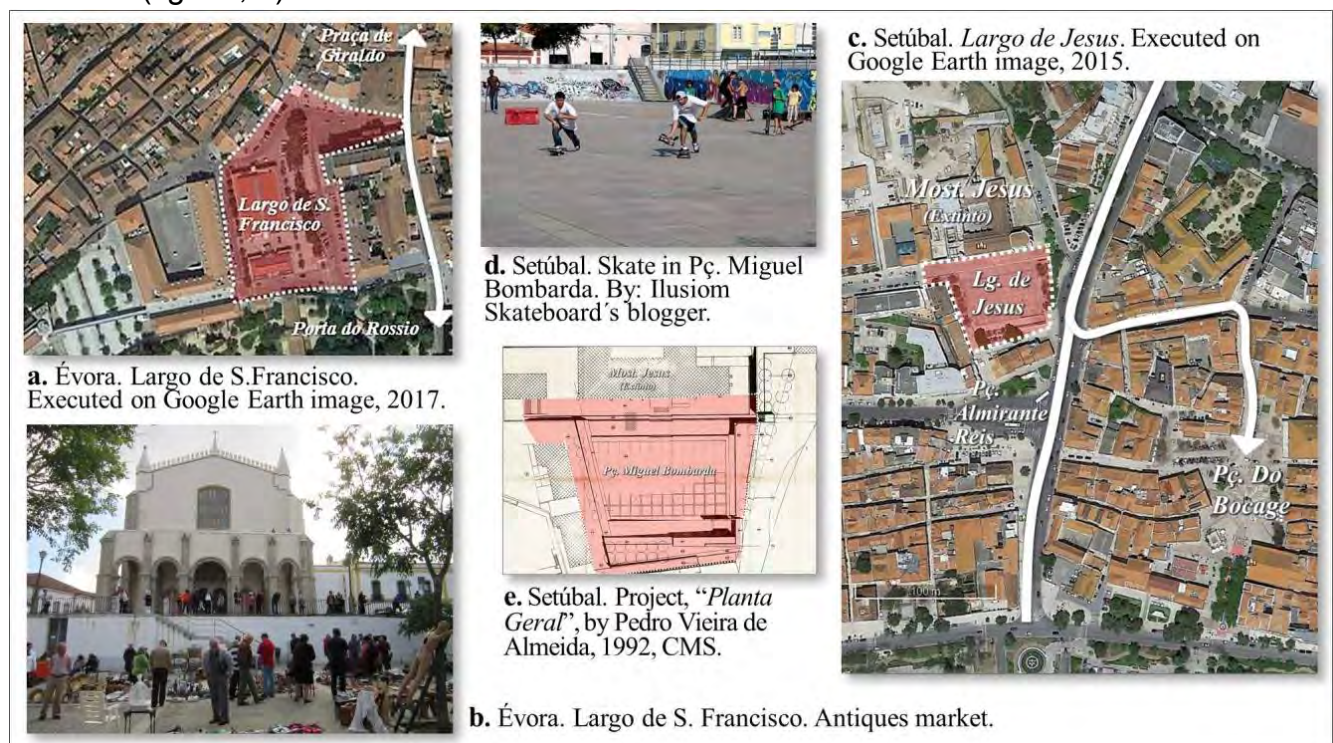 Praça de
Giraldo
Largo de S.
Francisco
Porta do Rossio
a. Évora. Largo de S.Francisco.
Executed on Google Earth image, 2017.
d. Setúbal. Skate in Pç. Miguel
Bombarda. By: Ilusiom
Skateboard´s blogger.
Most. Jesus
(Extinto)
Pç. Miguel Bombarda
e. Setúbal. Project, “Planta
Geral”, by Pedro Vieira de
Almeida, 1992, CMS.
b. Évora. Largo de S. Francisco. Antiques market.
c. Setúbal. Largo de Jesus. Executed on
Google Earth image, 2015.
Most. Jesus
(Extinto)
Lg. de
Jesus
Pç.
Almirante
Reis
Pç. Do
Bocage
100 m